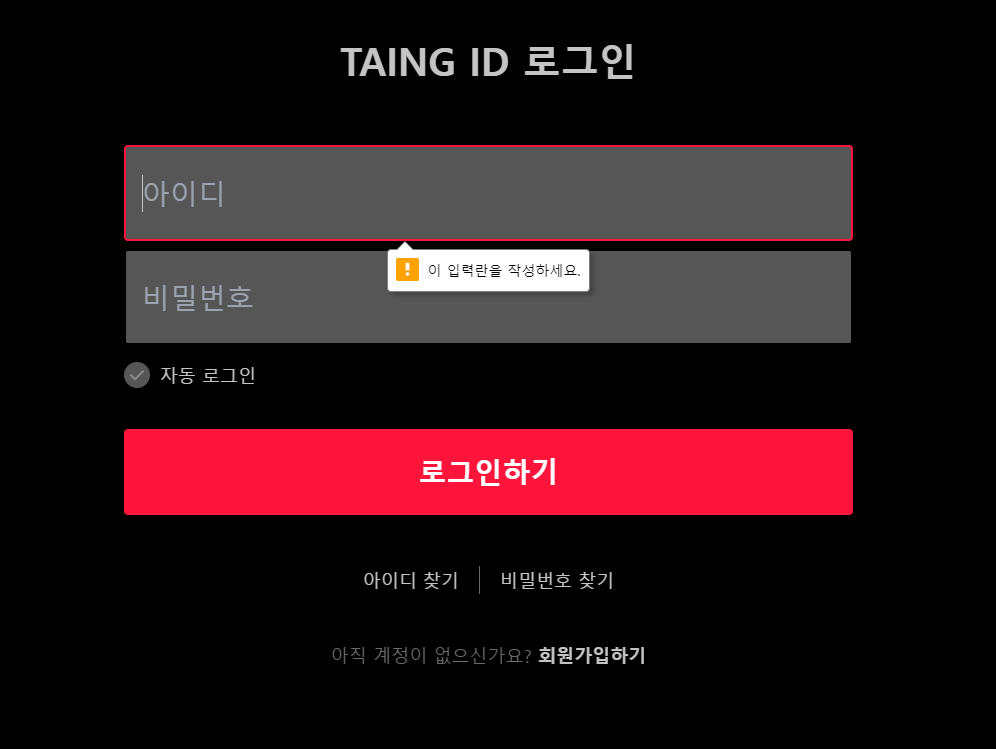 TAING ID 로그인
아이디
이 입력란을 작성하세요.
비밀번호
자동 로그인
로그인하기
아이디 찾기 비밀번호 찾기
아직 계정이 없으신가요? 회원가입하기